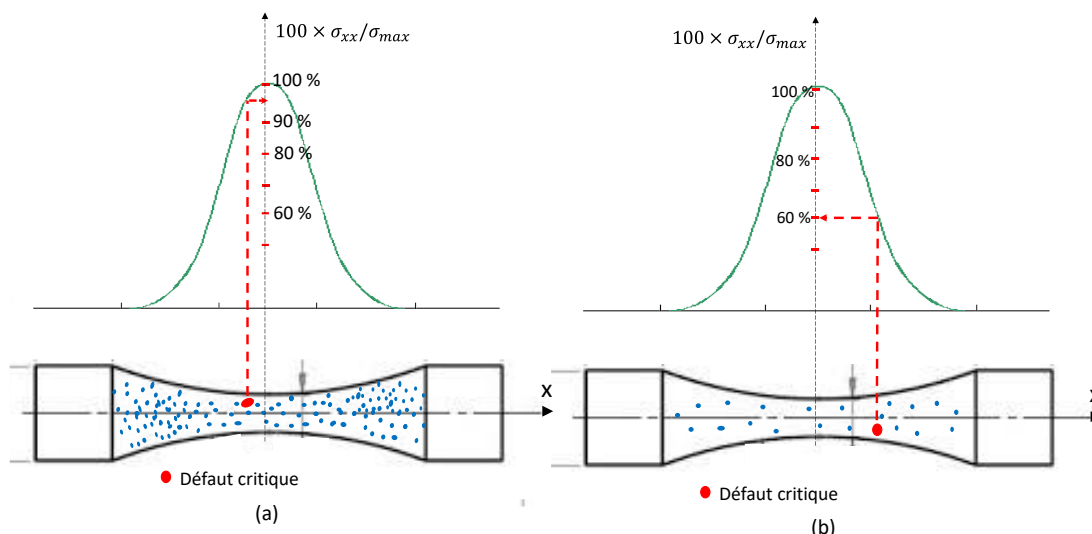 100 × σxx/σmax
100 %
90 %
80 %
60 %
X
Défaut critique
(a)
100 × σxx/σmax
100 %
80 %
60 %
Défaut critique
(b)